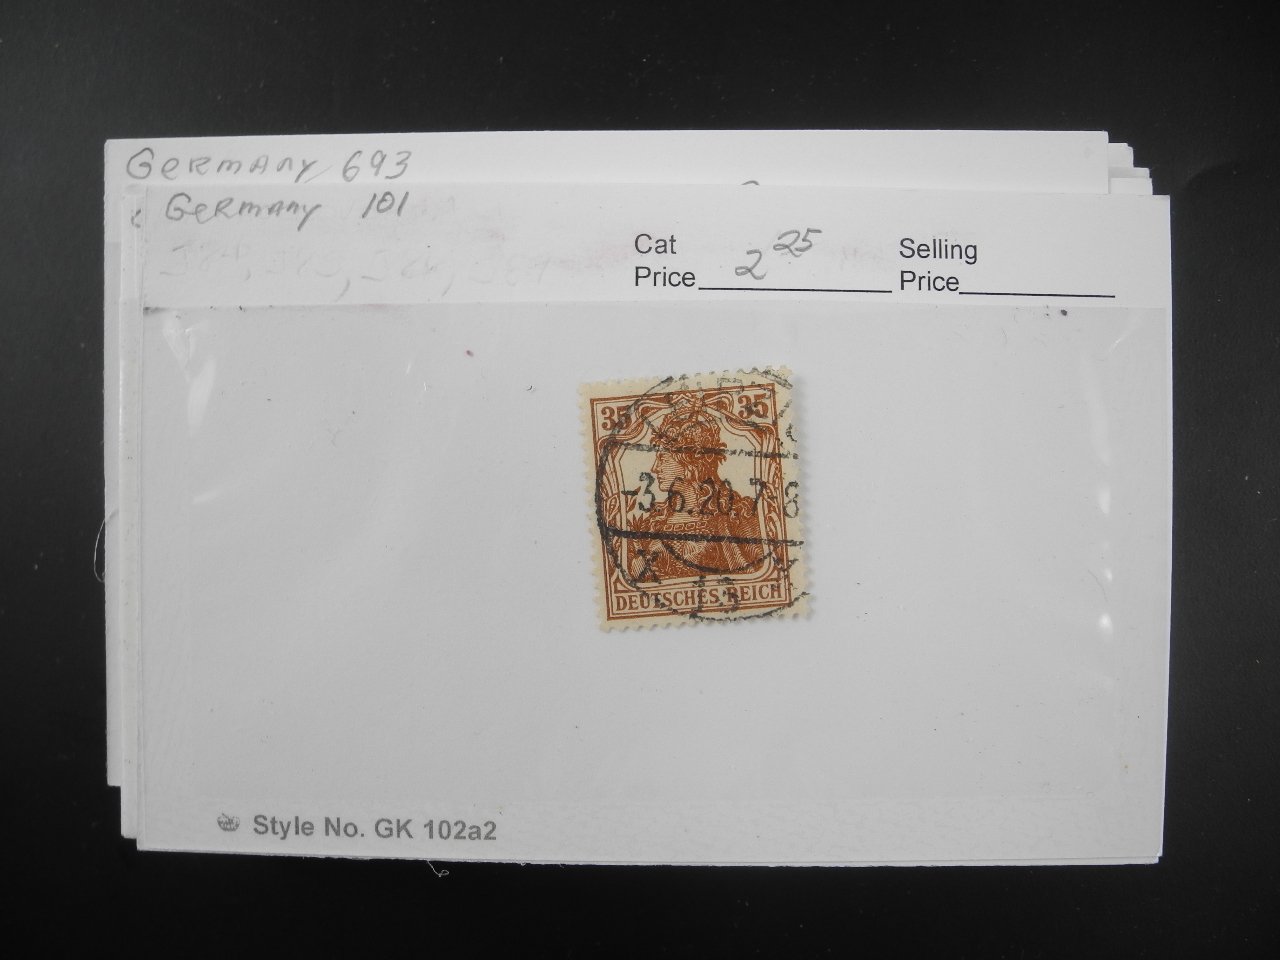 Germany 693
Germany 101
Cat
Price 2 25
Selling
Price
35 35
-3.6.20.7-8
DEUTSCHES REICH
Style No. GK 102a2